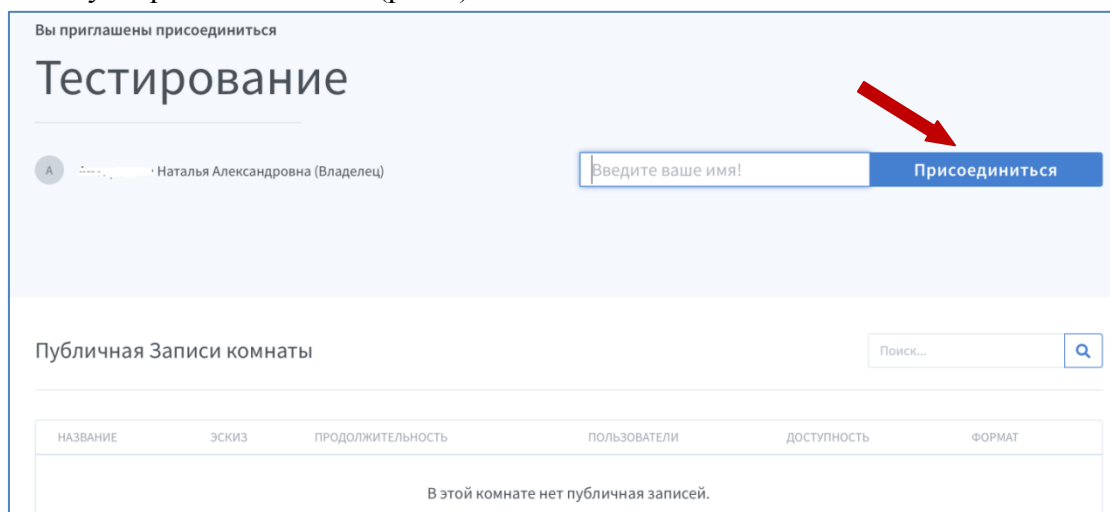 Вы приглашены присоединиться
Тестирование
А Наталья Александровна (Владелец)
Введите ваше имя!
Присоединиться
Публичная Записи комнаты
Поиск...
НАЗВАНИЕ ЭСКИЗ ПРОДОЛЖИТЕЛЬНОСТЬ ПОЛЬЗОВАТЕЛИ ДОСТУПНОСТЬ ФОРМАТ
В этой комнате нет публичная записей.